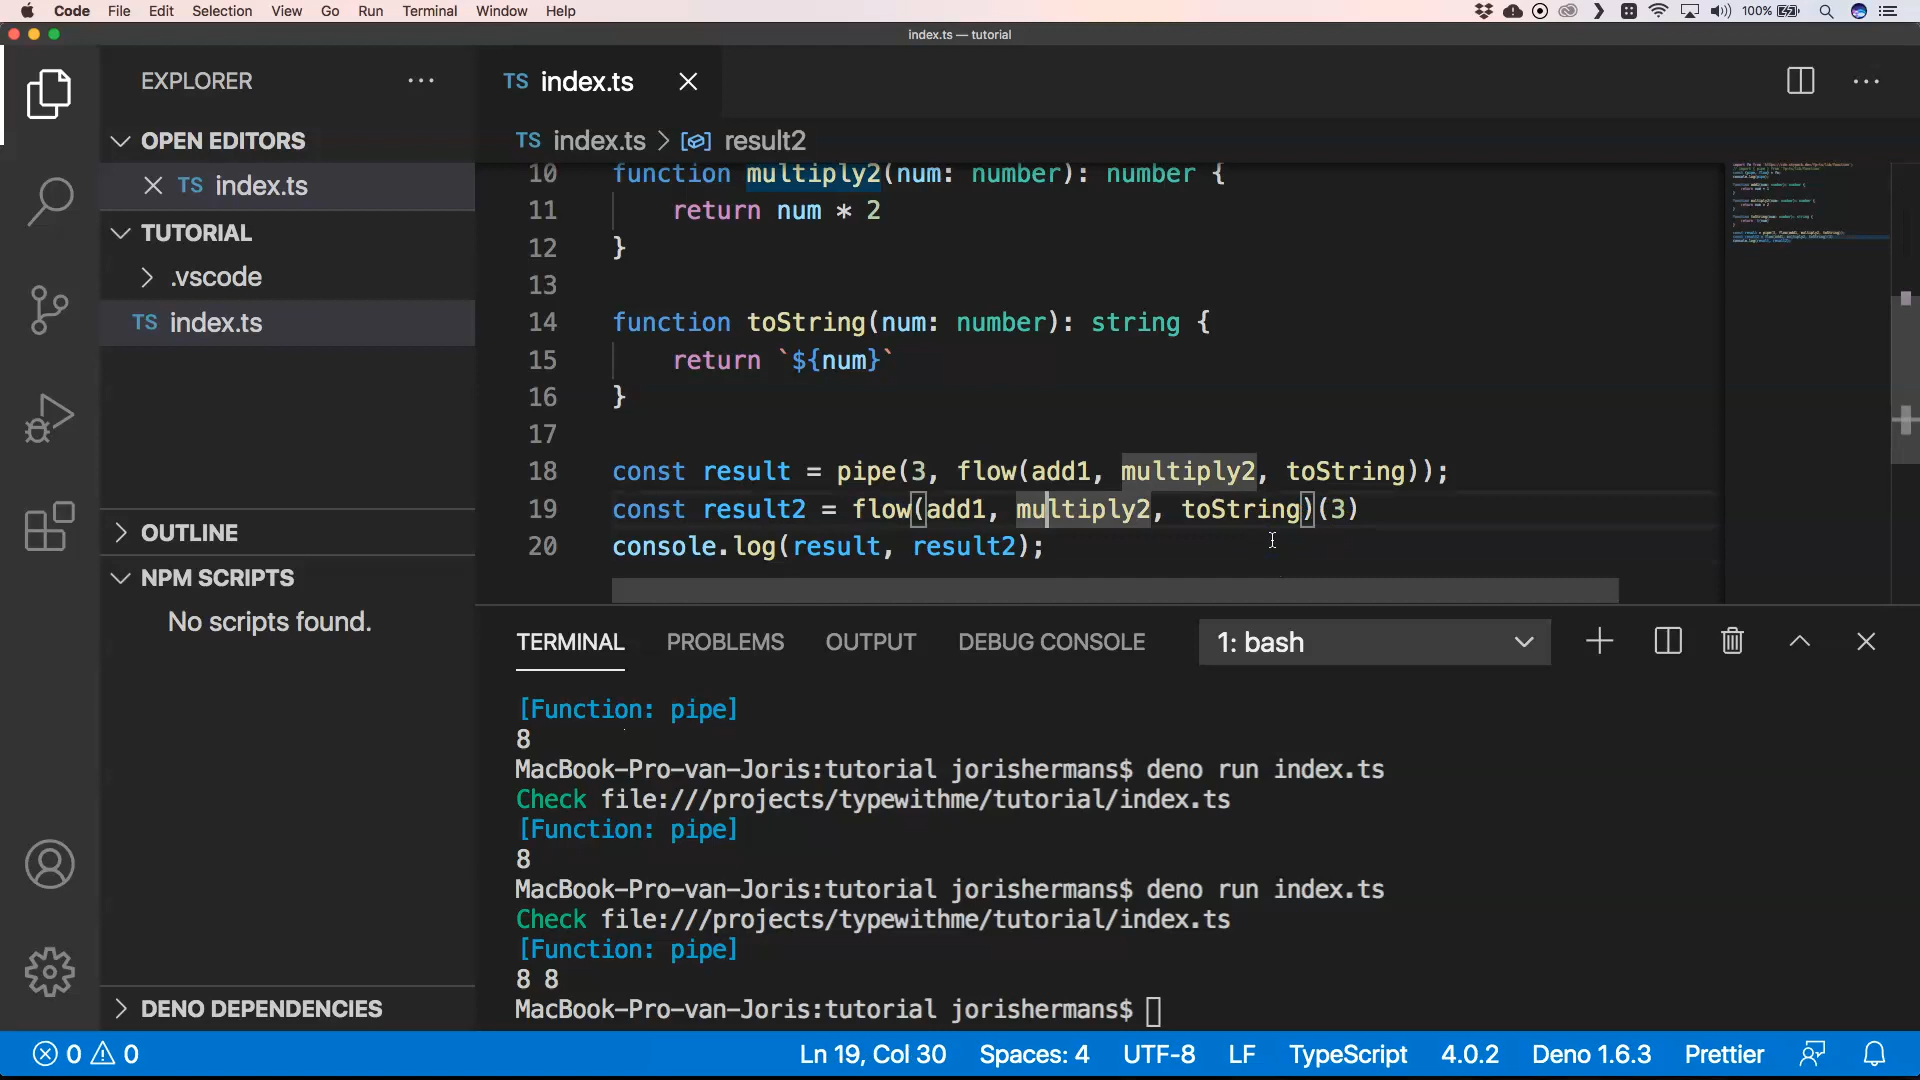 Code File Edit Selection View Go Run Terminal Window Help 100%
index.ts — tutorial
EXPLORER
OPEN EDITORS
TS index.ts
TUTORIAL
.vscode
TS index.ts
OUTLINE
NPM SCRIPTS
No scripts found.
DENO DEPENDENCIES
TS index.ts
TS index.ts > result2
10 function multiply2(num: number): number {
11 return num * 2
12 }
13
14 function toString(num: number): string {
15 return `${num}`
16 }
17
18 const result = pipe(3, flow(add1, multiply2, toString));
19 const result2 = flow(add1, multiply2, toString)(3)
20 console.log(result, result2);
TERMINAL PROBLEMS OUTPUT DEBUG CONSOLE 1: bash
[Function: pipe]
8
MacBook-Pro-van-Joris:tutorial jorishermans$ deno run index.ts
Check file:///projects/typewithme/tutorial/index.ts
[Function: pipe]
8
MacBook-Pro-van-Joris:tutorial jorishermans$ deno run index.ts
Check file:///projects/typewithme/tutorial/index.ts
[Function: pipe]
8 8
MacBook-Pro-van-Joris:tutorial jorishermans$
0 0 Ln 19, Col 30 Spaces: 4 UTF-8 LF TypeScript 4.0.2 Deno 1.6.3 Prettier